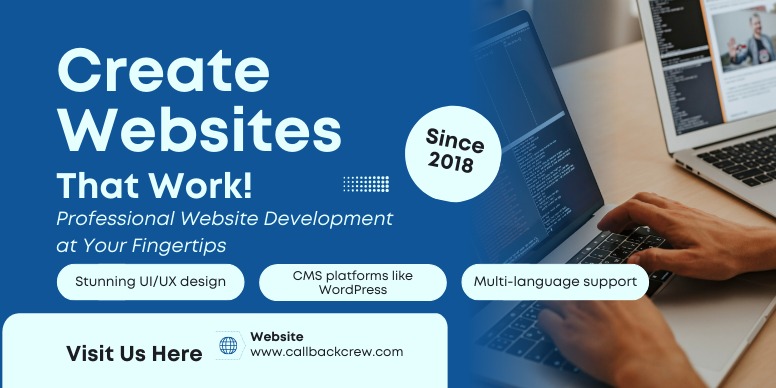 Create
Websites
That Work!
Since
2018
Professional Website Development
at Your Fingertips
Stunning UI/UX design
CMS platforms like
WordPress
Multi-language support
Visit Us Here
Website
www.callbackcrew.com